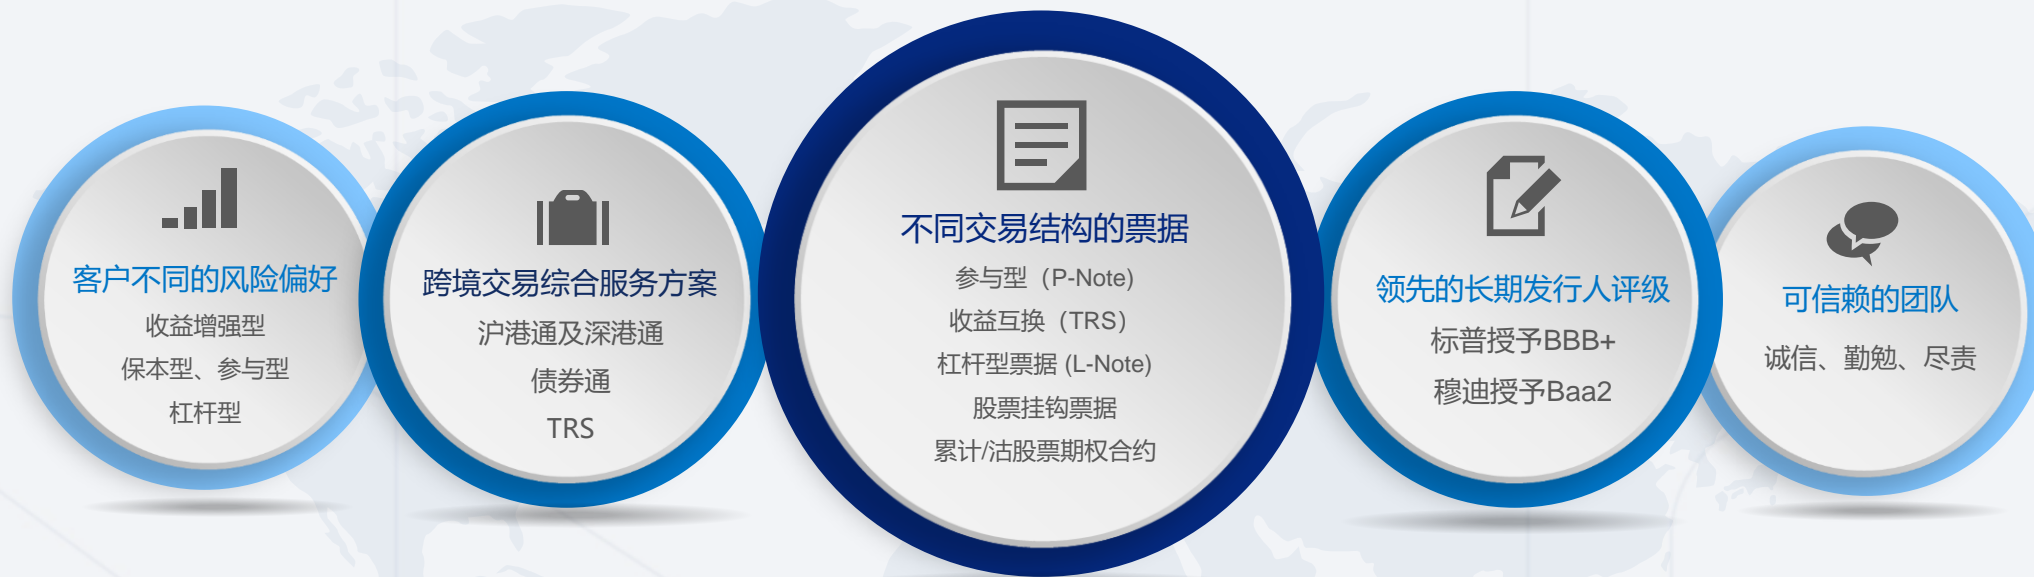 客户不同的风险偏好
收益增强型
保本型、参与型
杠杆型
跨境交易综合服务方案
沪港通及深港通
债券通
TRS
不同交易结构的票据
参与型（P-Note)
收益互换（TRS）
杠杆型票据 (L-Note)
股票挂钩票据
累计/沽股票期权合约
领先的长期发行人评级
标普授予BBB+
穆迪授予Baa2
可信赖的团队
诚信、勤勉、尽责